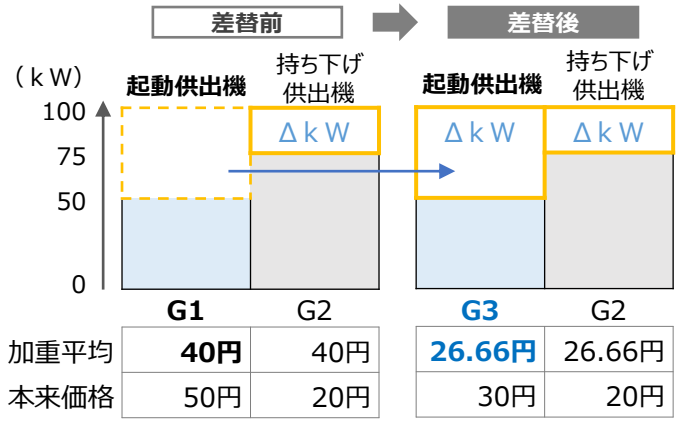 差替前
差替後
（ｋW）
起動供出機
持ち下げ
供出機
起動供出機
持ち下げ
供出機
100
75
50
0
ΔｋW
ΔｋW
ΔｋW
G1
G2
G3
G2
加重平均 40円 40円 26.66円 26.66円
本来価格 50円 20円 30円 20円